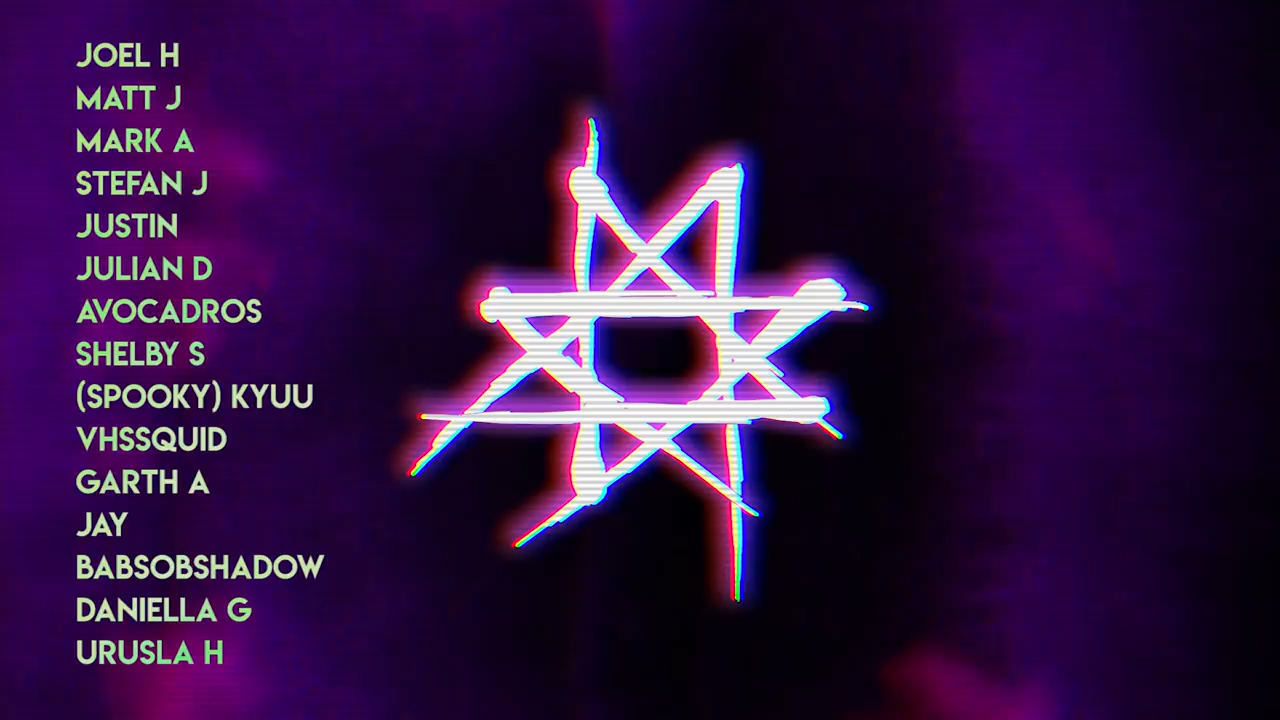 JOEL H
MATT J
MARK A
STEFAN J
JUSTIN
JULIAN D
AVOCADROS
SHELBY S
(SPOOKY) KYUU
VHSSQUID
GARTH A
JAY
BABSOBSHADOW
DANIELLA G
URUSLA H